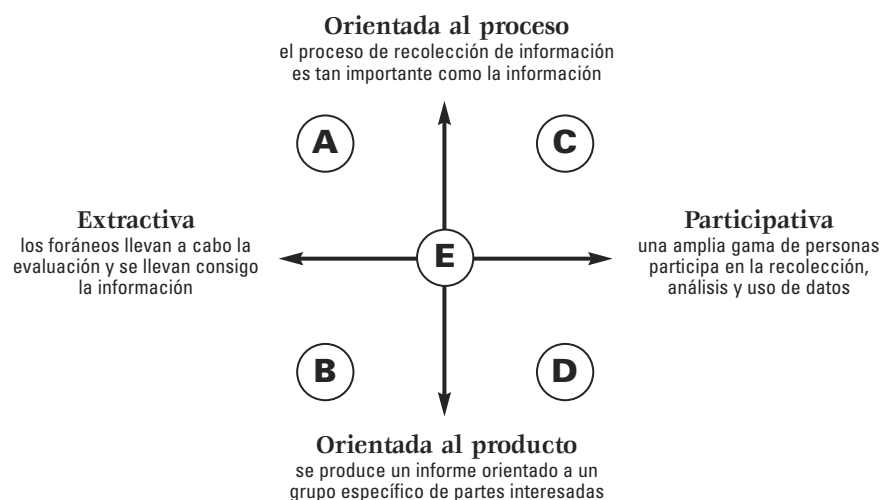 Orientada al proceso
el proceso de recolección de información
es tan importante como la información
A
C
Extractiva
los foráneos llevan a cabo la
evaluación y se llevan consigo
la información
E
Participativa
una amplia gama de personas
participa en la recolección,
análisis y uso de datos
B
D
Orientada al producto
se produce un informe orientado a un
grupo específico de partes interesadas